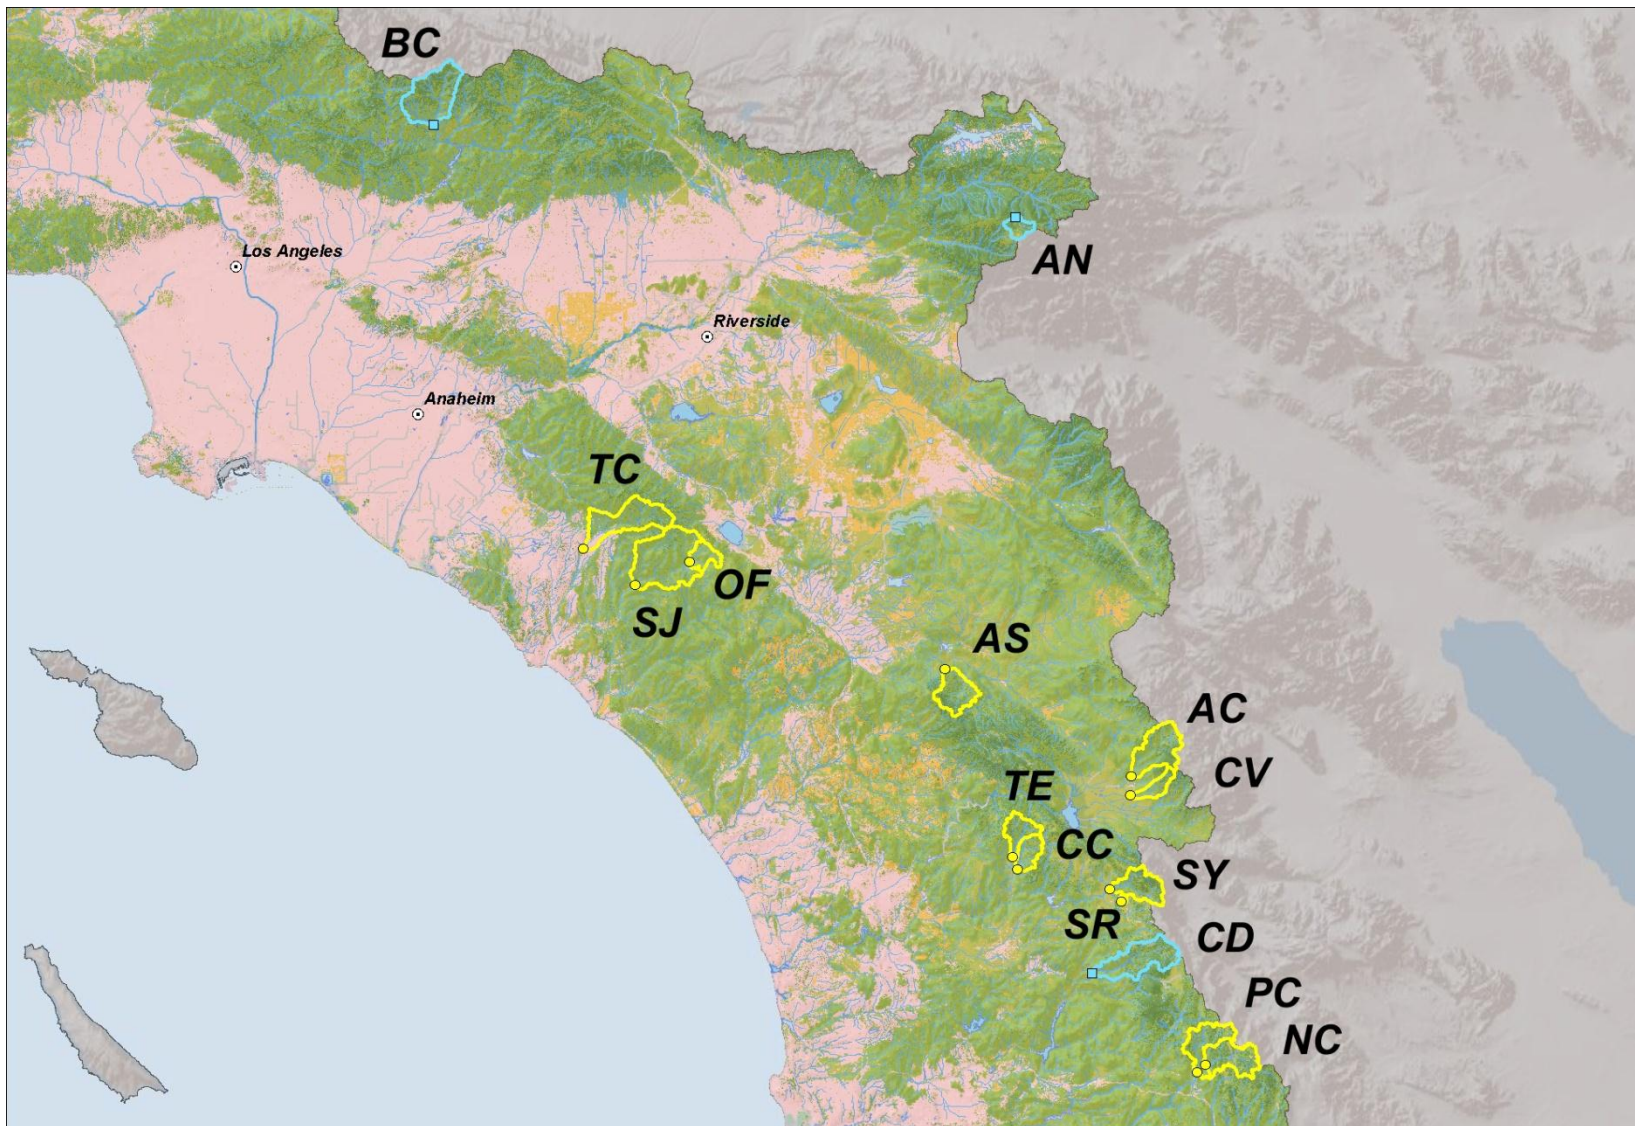 BC
Los Angeles
AN
Riverside
Anaheim
TC
OF
SJ
AS
AC
CV
TE
CC
SY
SR
CD
PC
NC